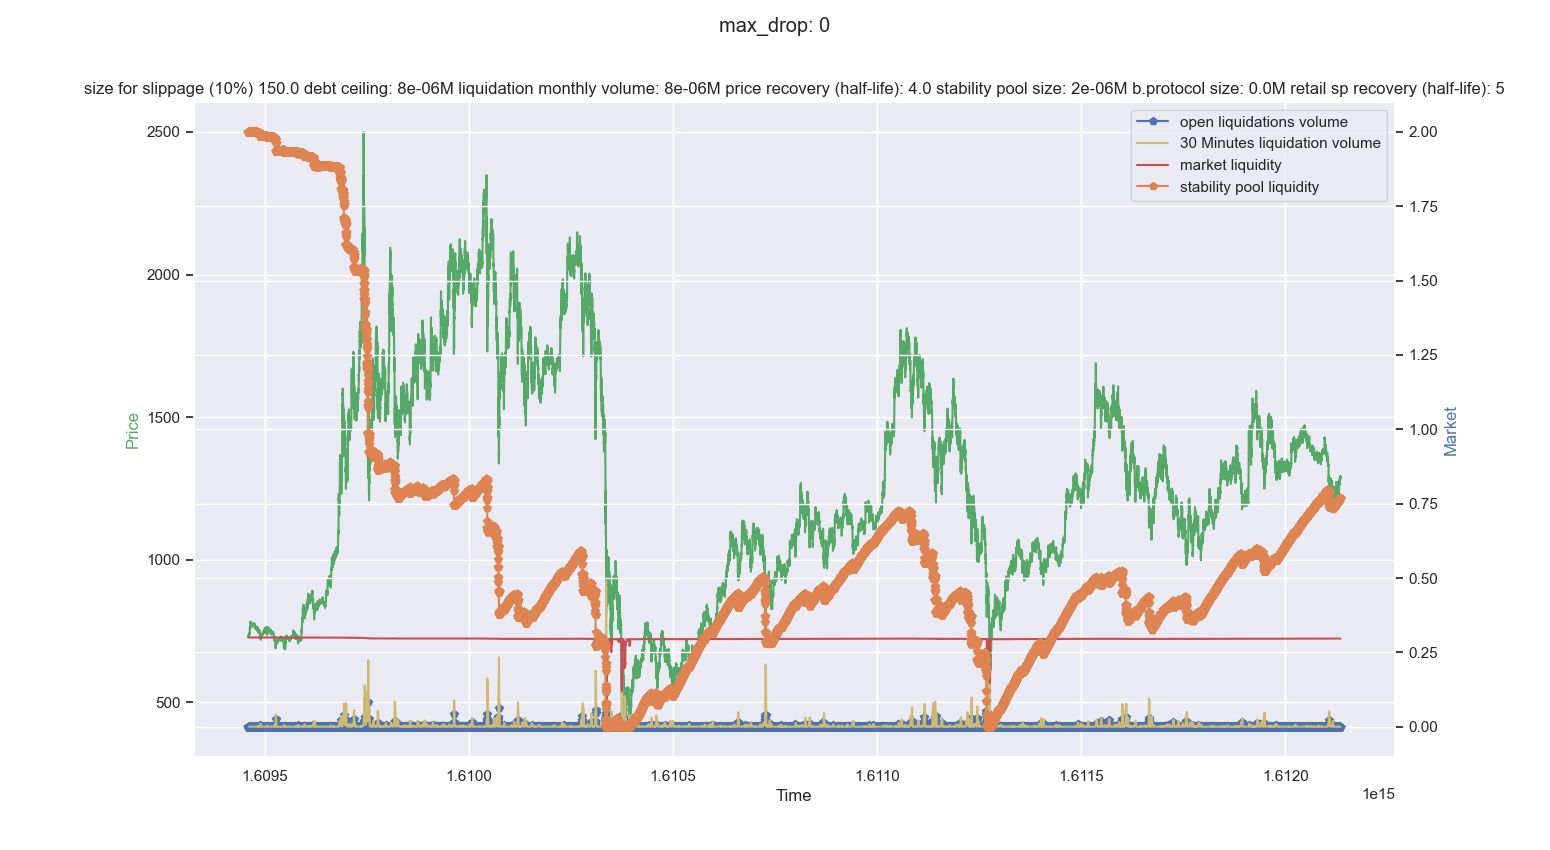 max_drop: 0
size for slippage (10%) 150.0 debt ceiling: 8e-06M liquidation monthly volume: 8e-06M price recovery (half-life): 4.0 stability pool size: 2e-06M b.protocol size: 0.0M retail sp recovery (half-life): 5
open liquidations volume
30 Minutes liquidation volume
market liquidity
stability pool liquidity
2500
2000
1500
1000
500
Price
2.00
1.75
1.50
1.25
1.00
0.75
0.50
0.25
0.00
Market
1.6095 1.6100 1.6105 1.6110 1.6115 1.6120
Time
1e15